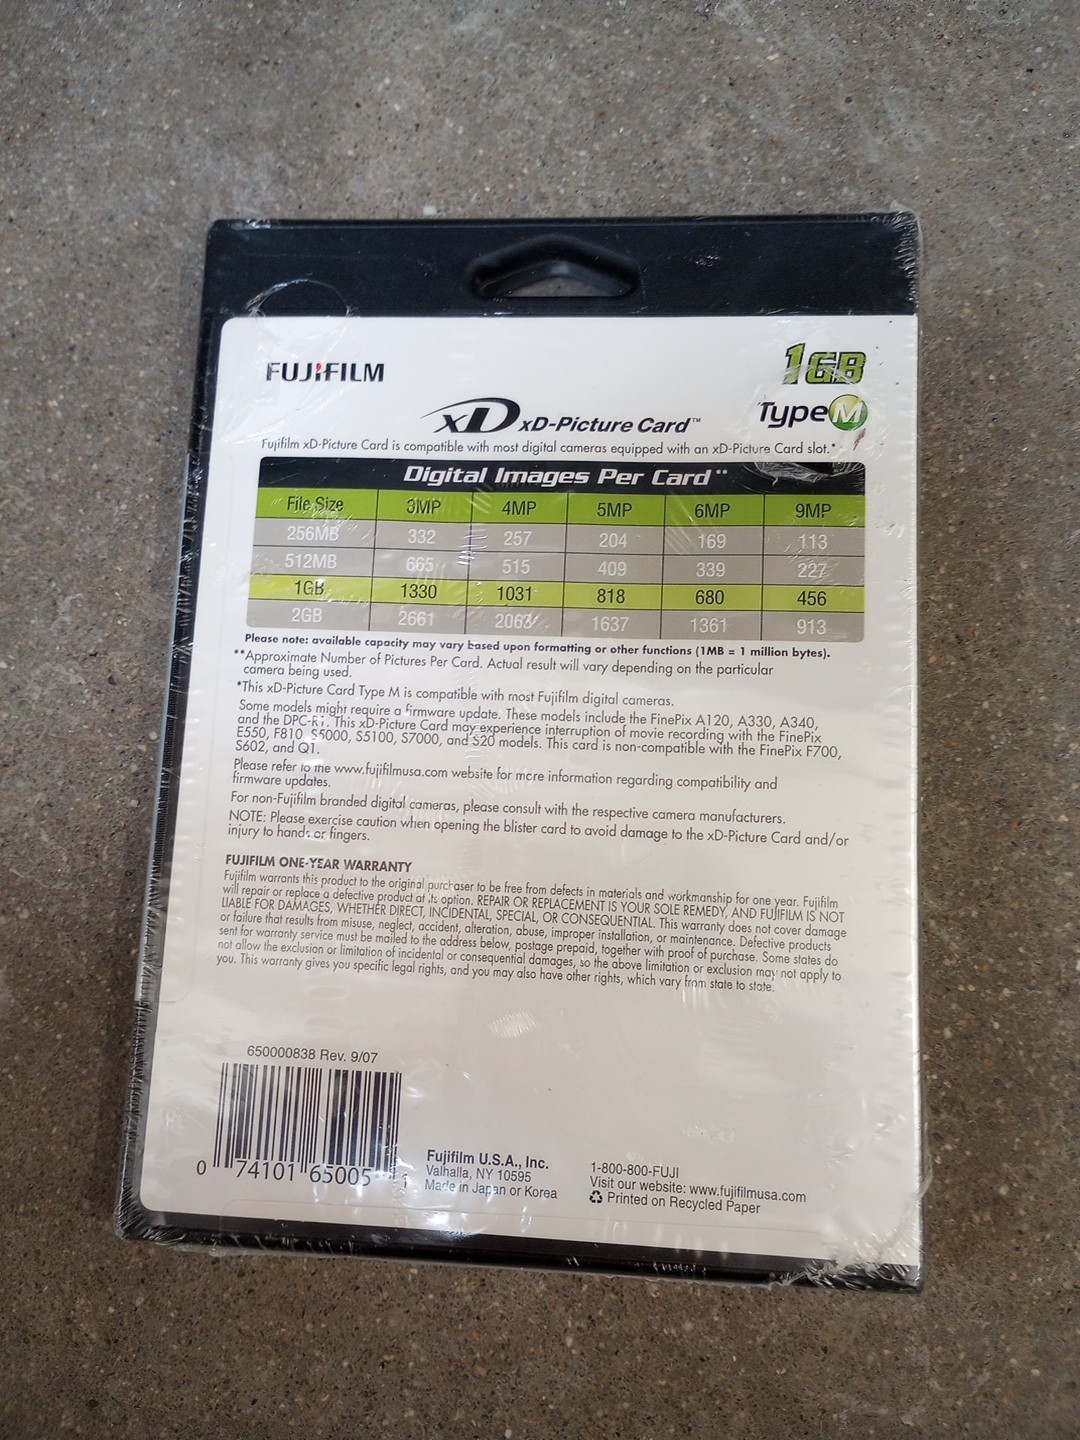 FUJIFILM
1GB
TypeM
xD xD-Picture Card™
Fujifilm xD-Picture Card is compatible with most digital cameras equipped with an xD-Picture Card slot.*
Digital Images Per Card**
File Size 3MP 4MP 5MP 6MP 9MP
256MB 332 257 204 169 113
512MB 665 515 409 339 227
1GB 1330 1031 818 680 456
2GB 2661 2063 1637 1361 913
Please note: available capacity may vary based upon formatting or other functions (1MB = 1 million bytes).
**Approximate Number of Pictures Per Card. Actual result will vary depending on the particular
camera being used.
*This xD-Picture Card Type M is compatible with most Fujifilm digital cameras.
Some models might require a firmware update. These models include the FinePix A120, A330, A340,
and the DPC-R1. This xD-Picture Card may experience interruption of movie recording with the FinePix
E550, F810, S5000, S5100, S7000, and S20 models. This card is non-compatible with the FinePix F700,
S602, and Q1.
Please refer to the www.fujifilmusa.com website for more information regarding compatibility and
firmware updates.
For non-Fujifilm branded digital cameras, please consult with the respective camera manufacturers.
NOTE: Please exercise caution when opening the blister card to avoid damage to the xD-Picture Card and/or
injury to hands or fingers.
FUJIFILM ONE-YEAR WARRANTY
Fujifilm warrants this product to the original purchaser to be free from defects in materials and workmanship for one year. Fujifilm
will repair or replace a defective product at its option. REPAIR OR REPLACEMENT IS YOUR SOLE REMEDY, AND FUJIFILM IS NOT
LIABLE FOR DAMAGES, WHETHER DIRECT, INCIDENTAL, SPECIAL, OR CONSEQUENTIAL. This warranty does not cover damage
or failure that results from misuse, neglect, accident, alteration, abuse, improper installation, or maintenance. Defective products
sent for warranty service must be mailed to the address below, postage prepaid, together with proof of purchase. Some states do
not allow the exclusion or limitation of incidental or consequential damages, so the above limitation or exclusion may not apply to
you. This warranty gives you specific legal rights, and you may also have other rights, which vary from state to state.
650000838 Rev. 9/07
0 74101 65005 1
Fujifilm U.S.A., Inc.
Valhalla, NY 10595
Made in Japan or Korea
1-800-800-FUJI
Visit our website: www.fujifilmusa.com
Printed on Recycled Paper